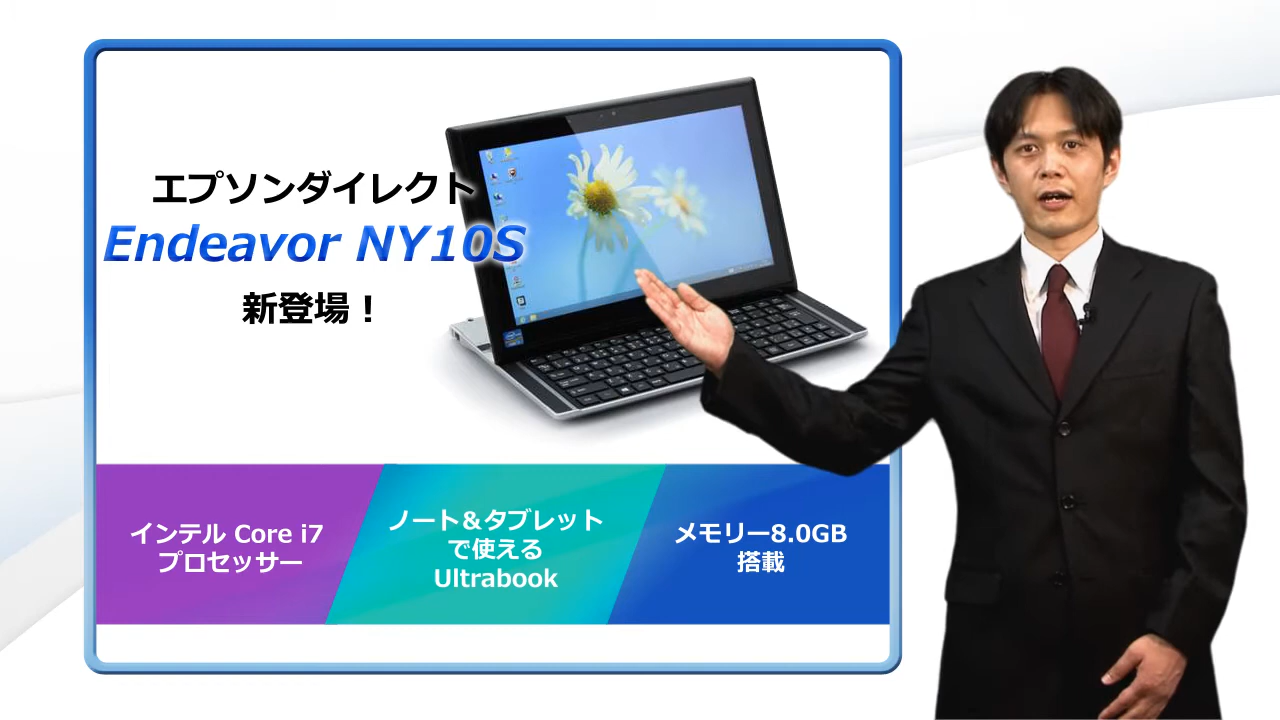 エプソンダイレクト
Endeavor NY10S
新登場！
インテル Core i7
プロセッサー
ノート＆タブレット
で使える
Ultrabook
メモリー8.0GB
搭載